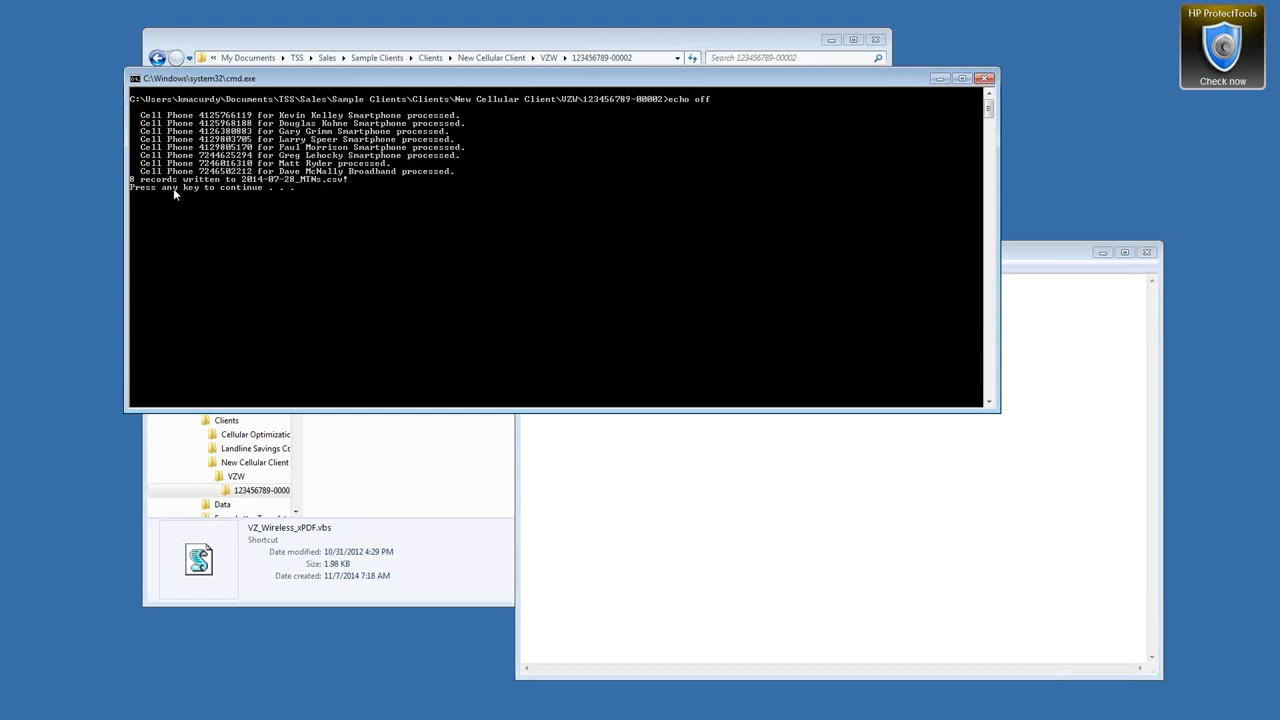 HP ProtectTools
Check now
« My Documents ▸ TSS ▸ Sales ▸ Sample Clients ▸ Clients ▸ New Cellular Client ▸ VZW ▸ 123456789-00002
Search 123456789-00002
C:\Windows\system32\cmd.exe
C:\Users\kmacurdy\Documents\TSS\Sales\Sample Clients\Clients\New Cellular Client\VZW\123456789-00002>echo off
Cell Phone 4125766119 for Kevin Kelley Smartphone processed.
Cell Phone 4125968188 for Douglas Kohne Smartphone processed.
Cell Phone 4126380883 for Gary Grimm Smartphone processed.
Cell Phone 4129803705 for Larry Speer Smartphone processed.
Cell Phone 4129805170 for Paul Morrison Smartphone processed.
Cell Phone 7244625294 for Greg Lehocky Smartphone processed.
Cell Phone 7246016310 for Matt Ryder processed.
Cell Phone 7246502212 for Dave McNally Broadband processed.
8 records written to 2014-07-28_MTNs.csv!
Press any key to continue . . .
Clients
Cellular Optimizatic
Landline Savings Cc
New Cellular Client
VZW
123456789-0000
Data
VZ_Wireless_xPDF.vbs
Shortcut
Date modified: 10/31/2012 4:29 PM
Size: 1.98 KB
Date created: 11/7/2014 7:18 AM